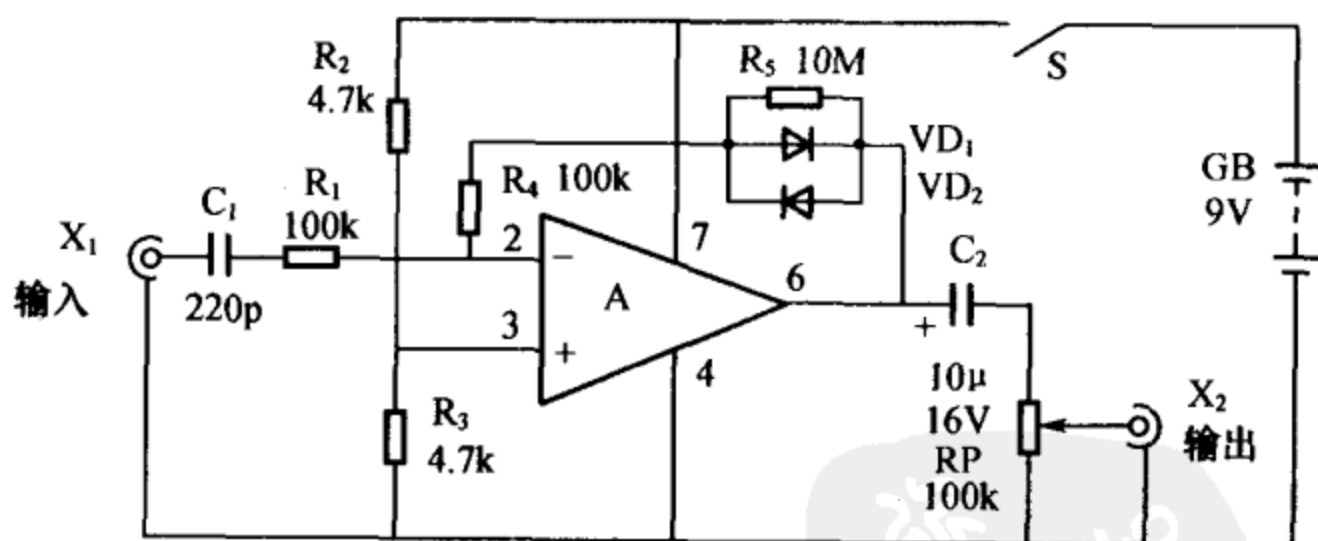 R₂
4.7k
R₅ 10M
S
VD₁
VD₂
GB
9V
R₄ 100k
R₁
100k
C₁
220p
X₁
输入
2
−
3
+
A
7
4
6
C₂
+
10μ
16V
RP
100k
X₂
输出
R₃
4.7k